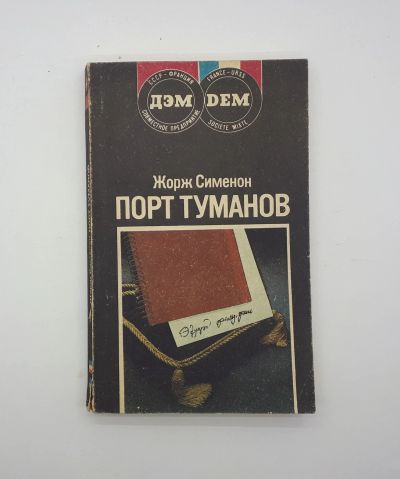 СССР - ФРАНЦИЯ
ДЭМ
СОВМЕСТНОЕ ПРЕДПРИЯТИЕ
FRANCE - URSS
DEM
SOCIETE MIXTE
Жорж Сименон
ПОРТ ТУМАНОВ